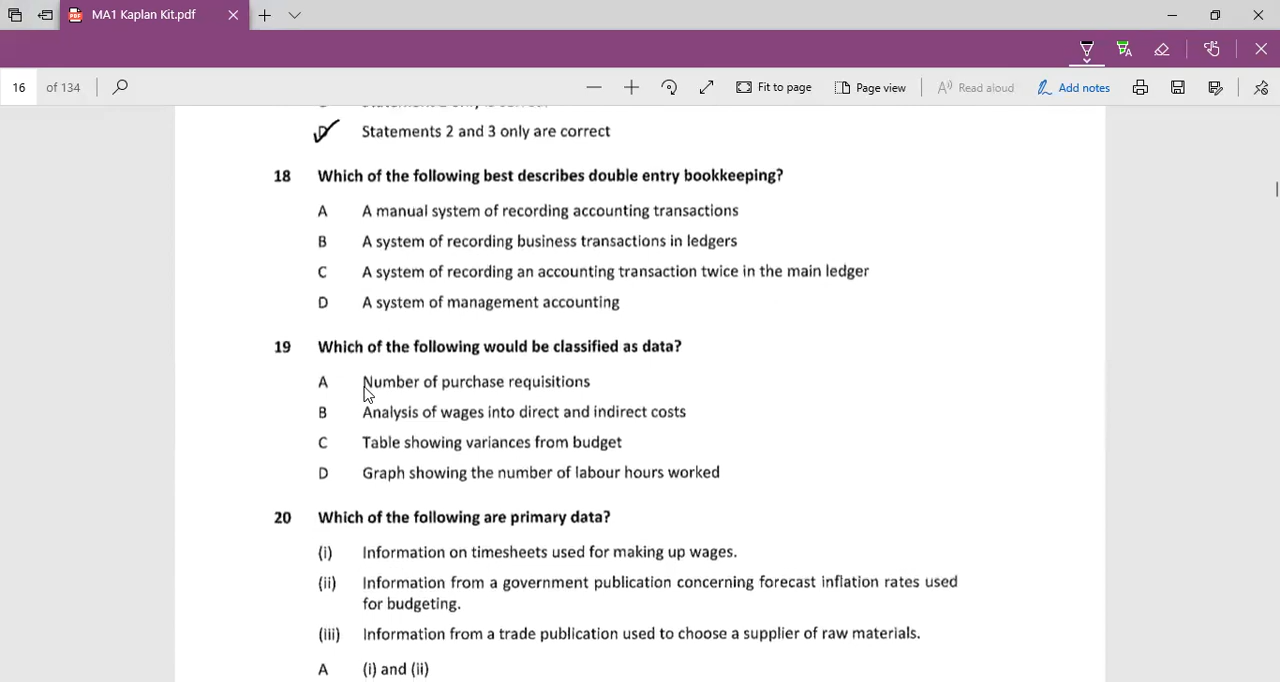 MA1 Kaplan Kit.pdf
16 of 134
Fit to page
Page view
Read aloud
Add notes
D Statements 2 and 3 only are correct
18 Which of the following best describes double entry bookkeeping?
A A manual system of recording accounting transactions
B A system of recording business transactions in ledgers
C A system of recording an accounting transaction twice in the main ledger
D A system of management accounting
19 Which of the following would be classified as data?
A Number of purchase requisitions
B Analysis of wages into direct and indirect costs
C Table showing variances from budget
D Graph showing the number of labour hours worked
20 Which of the following are primary data?
(i) Information on timesheets used for making up wages.
(ii) Information from a government publication concerning forecast inflation rates used
for budgeting.
(iii) Information from a trade publication used to choose a supplier of raw materials.
A (i) and (ii)